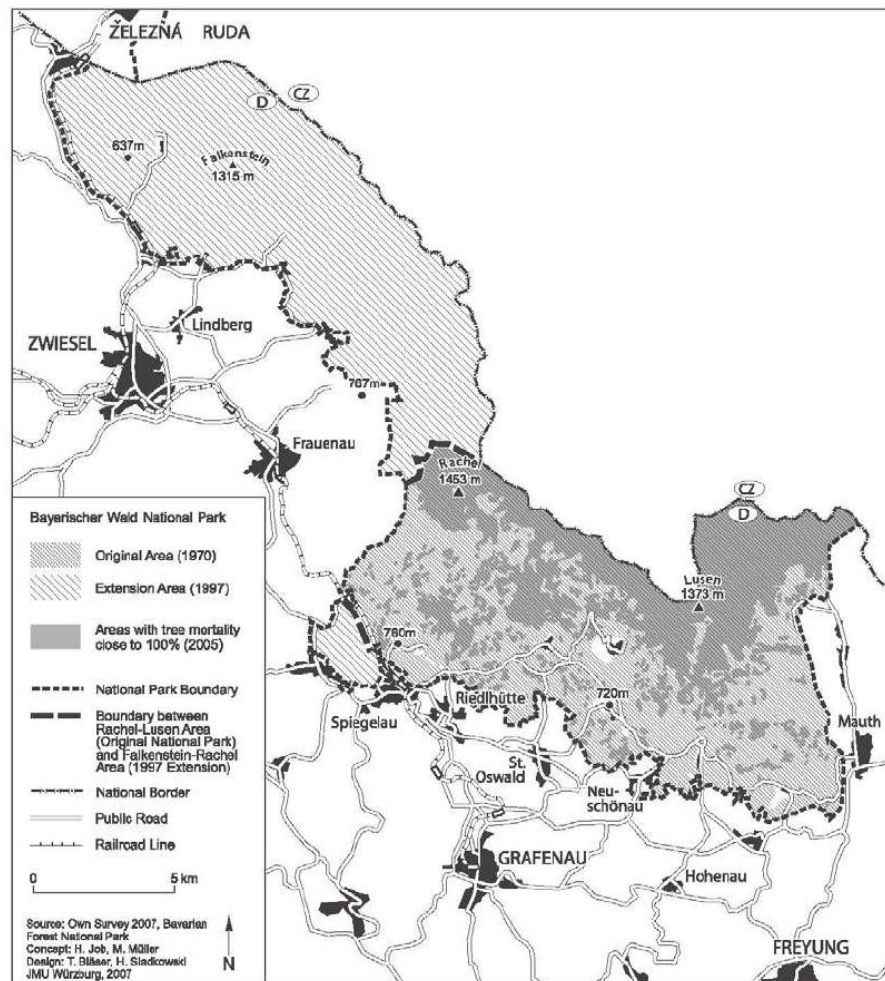 ŽELEZNÁ RUDA
D
CZ
637m
Falkenstein
1315 m
Lindberg
ZWIESEL
767m
Frauenau
Rachel
1453 m
CZ
D
Lusen
1373 m
780m
720m
Riedlhütte
Spiegelau
Mauth
St.
Oswald
Neu-
schönau
GRAFENAU
Hohenau
FREYUNG
Bayerischer Wald National Park
Original Area (1970)
Extension Area (1997)
Areas with tree mortality
close to 100% (2005)
National Park Boundary
Boundary between
Rachel-Lusen Area
(Original National Park)
and Falkenstein-Rachel
Area (1997 Extension)
National Border
Public Road
Railroad Line
0 5 km
Source: Own Survey 2007, Bavarian
Forest National Park
Concept: H. Job, M. Müller
Design: T. Bläser, H. Sladkowski
JMU Würzburg, 2007
N